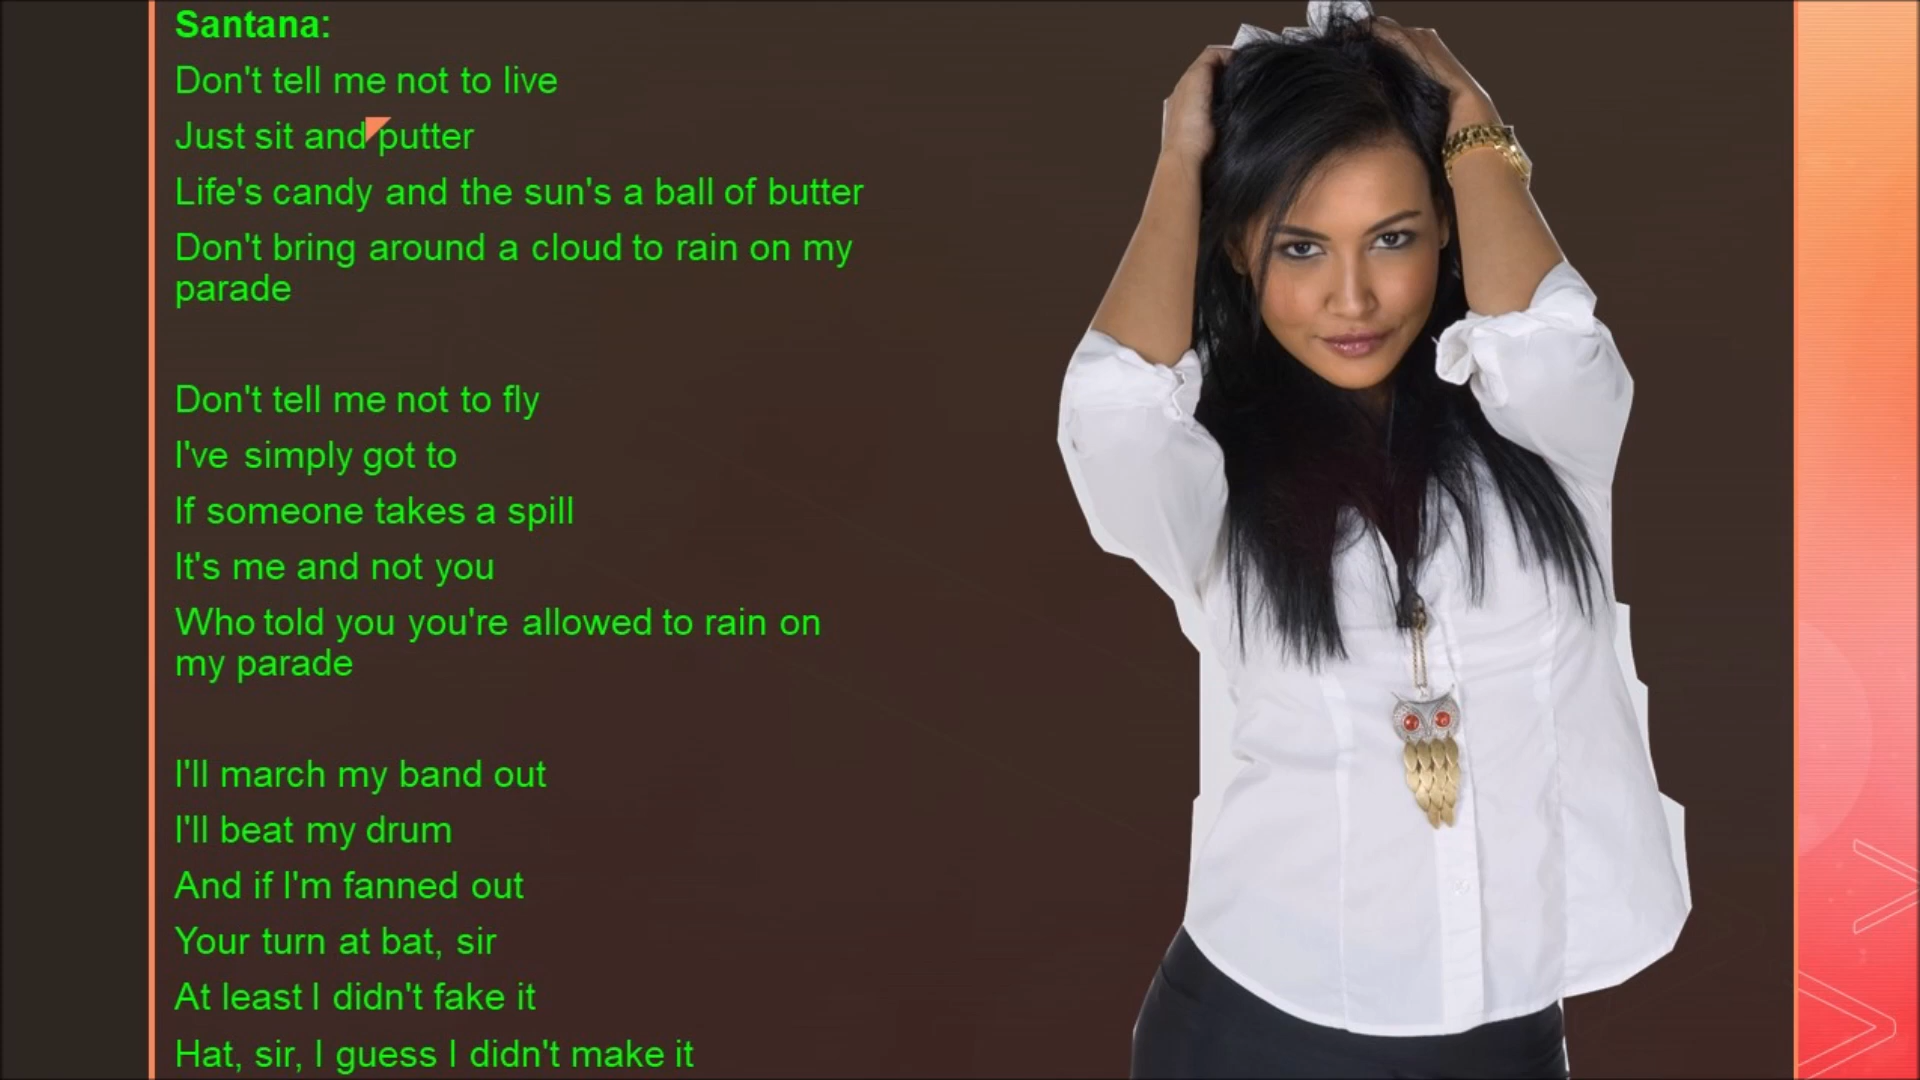 Santana:
Don't tell me not to live
Just sit and putter
Life's candy and the sun's a ball of butter
Don't bring around a cloud to rain on my
parade
Don't tell me not to fly
I've simply got to
If someone takes a spill
It's me and not you
Who told you you're allowed to rain on
my parade
I'll march my band out
I'll beat my drum
And if I'm fanned out
Your turn at bat, sir
At least I didn't fake it
Hat, sir, I guess I didn't make it